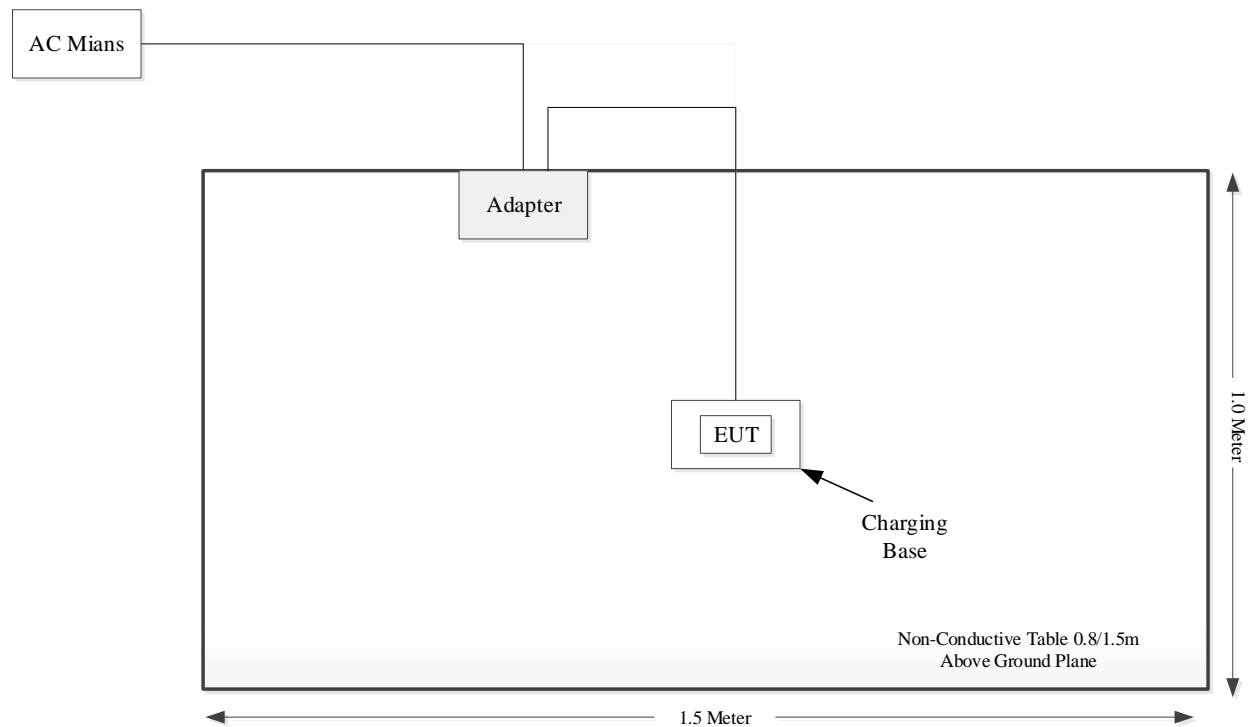 AC Mians
Adapter
EUT
Charging
Base
1.0 Meter
Non-Conductive Table 0.8/1.5m
Above Ground Plane
1.5 Meter